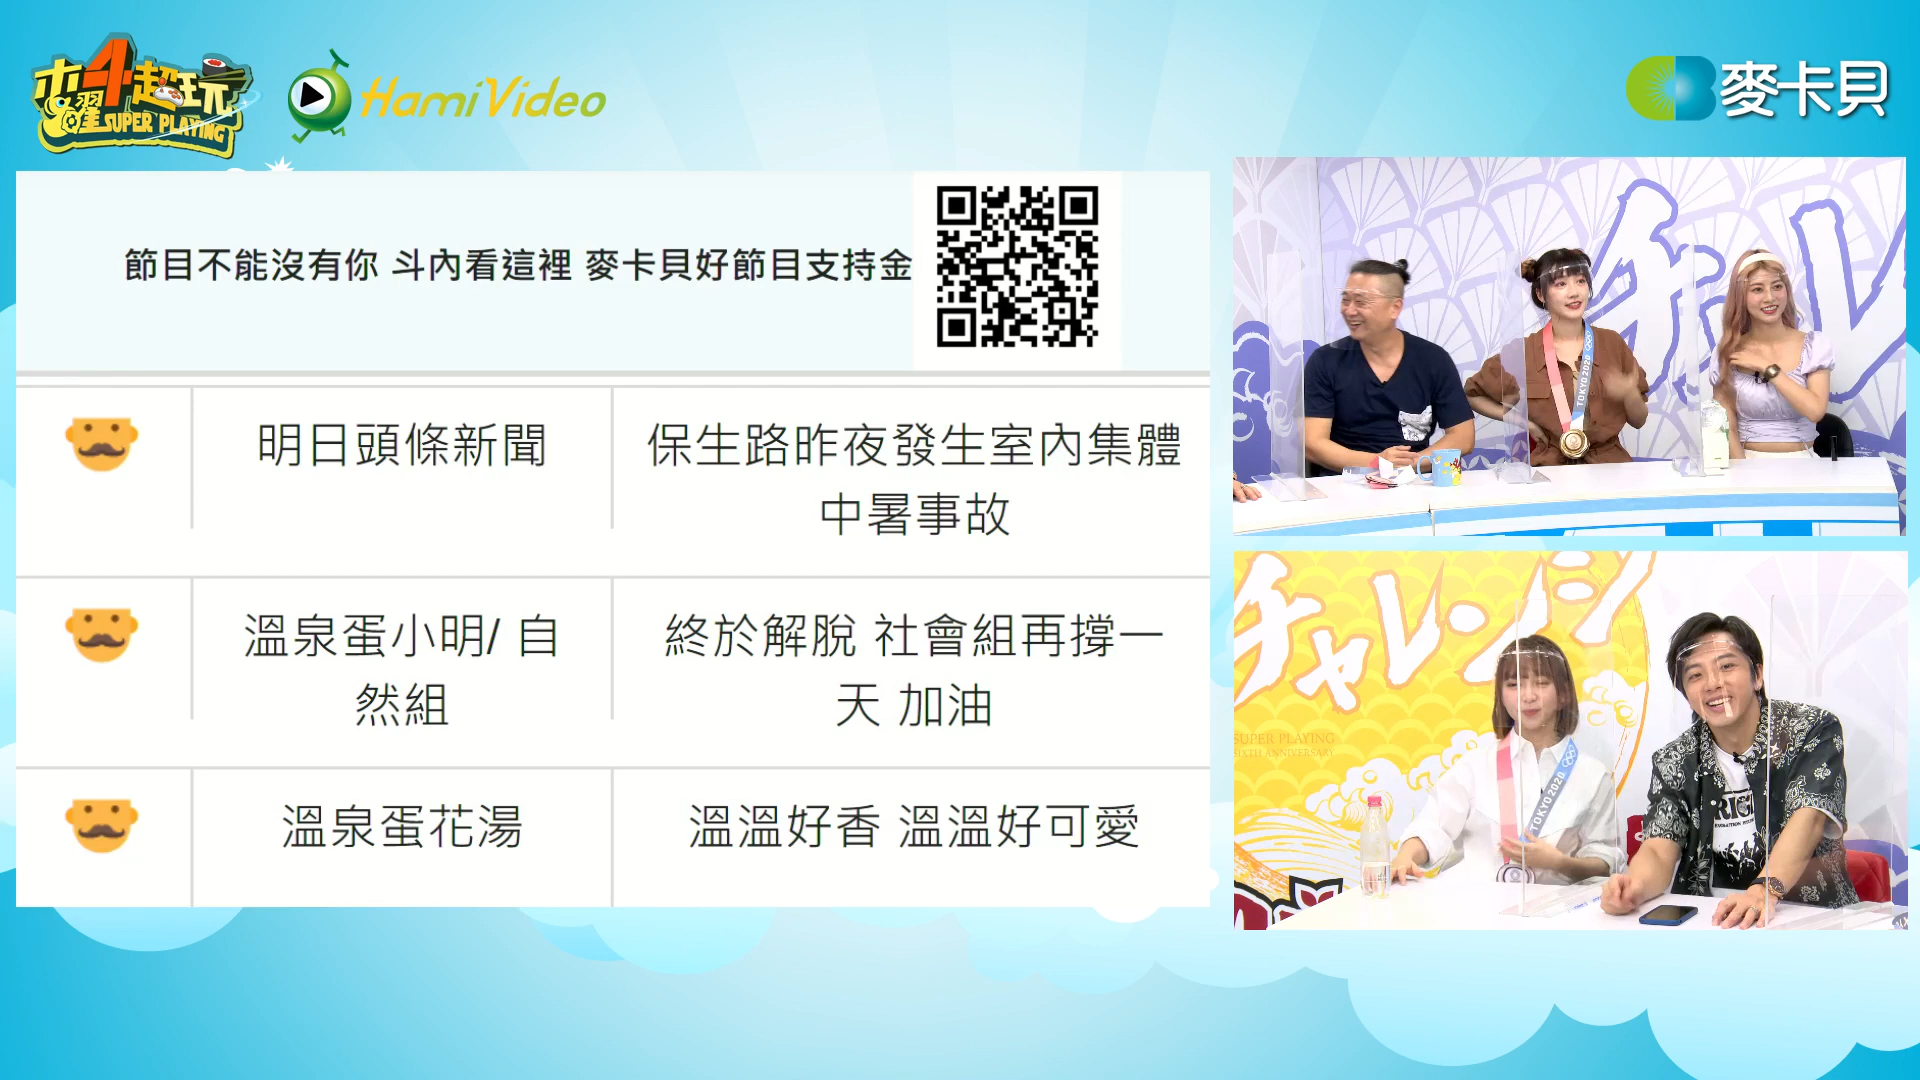 木4超玩
曜
SUPER PLAYING
HamiVideo
麥卡貝
節目不能沒有你 斗內看這裡 麥卡貝好節目支持金
明日頭條新聞
保生路昨夜發生室內集體
中暑事故
溫泉蛋小明/ 自
然組
終於解脫 社會組再撐一
天 加油
溫泉蛋花湯
溫溫好香 溫溫好可愛
チャレ
TOKYO 2020
チャレンジ
SUPER PLAYING
SIXTH ANNIVERSARY
TOKYO 2020